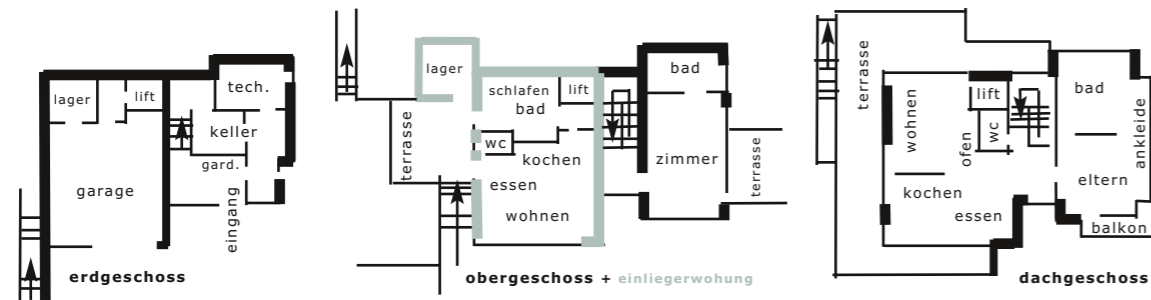 lager
lift
tech.
keller
gard.
garage
eingang
erdgeschoss
lager
schlafen
bad
lift
bad
terrasse
wc
kochen
zimmer
terrasse
essen
wohnen
obergeschoss + einliegerwohung
terrasse
wohnen
lift
bad
ofen
wc
ankleide
kochen
eltern
essen
balkon
dachgeschoss